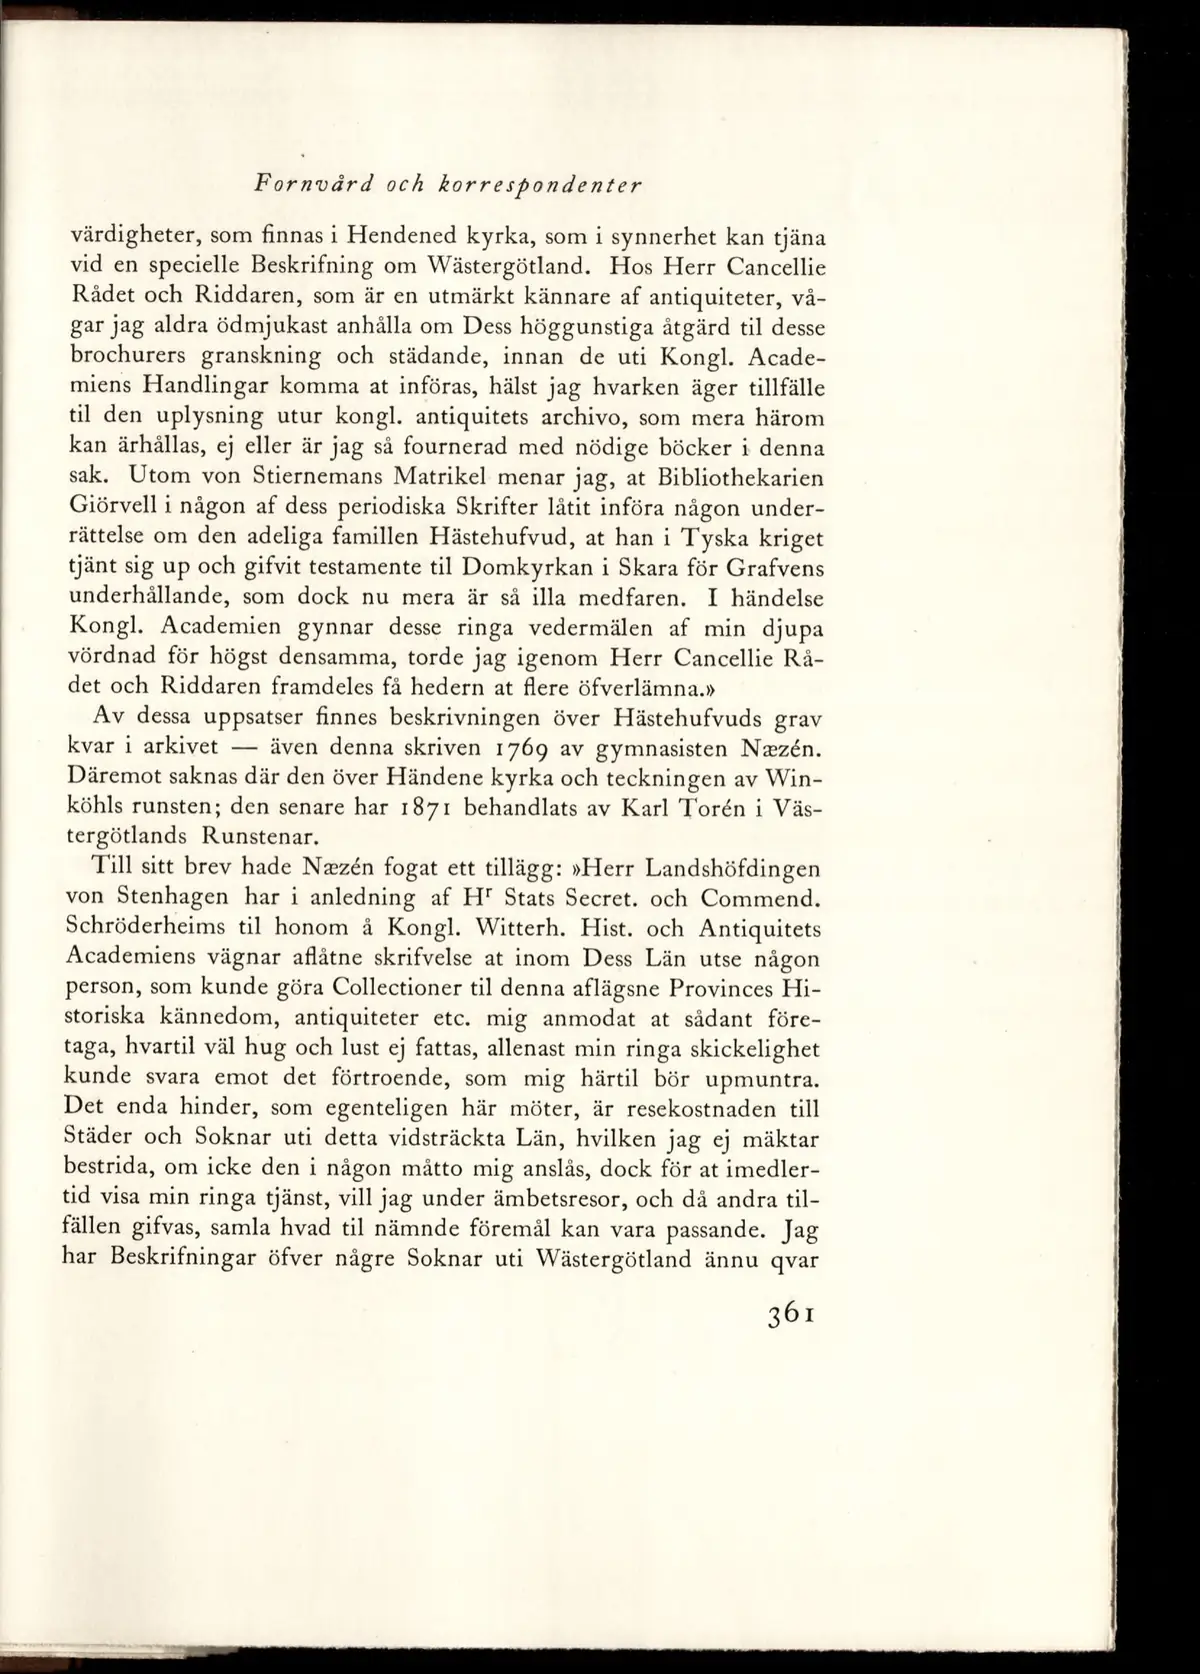 Fornvård och korrespondenter
värdigheter, som finnas i Hendened kyrka, som i synnerhet kan tjäna
vid en specielle Beskrifning om Wästergötland. Hos Herr Cancellie
Rådet och Riddaren, som är en utmärkt kännare af antiquiteter, vå-
gar jag aldra ödmjukast anhålla om Dess höggunstiga åtgärd til desse
brochurers granskning och städande, innan de uti Kongl. Acade-
miens Handlingar komma at införas, hälst jag hvarken äger tillfälle
til den uplysning utur kongl. antiquitets archivo, som mera härom
kan ärhållas, ej eller är jag så fournerad med nödige böcker i denna
sak. Utom von Stiernemans Matrikel menar jag, at Bibliothekarien
Giörvell i någon af dess periodiska Skrifter låtit införa någon under-
rättelse om den adeliga famillen Hästehufvud, at han i Tyska kriget
tjänt sig up och gifvit testamente til Domkyrkan i Skara för Grafvens
underhållande, som dock nu mera är så illa medfaren. I händelse
Kongl. Academien gynnar desse ringa vedermälen af min djupa
vördnad för högst densamma, torde jag igenom Herr Cancellie Rå-
det och Riddaren framdeles få hedern at flere öfverlämna.»
Av dessa uppsatser finnes beskrivningen över Hästehufvuds grav
kvar i arkivet — även denna skriven 1769 av gymnasisten Næzén.
Däremot saknas där den över Händene kyrka och teckningen av Win-
köhls runsten; den senare har 1871 behandlats av Karl Torén i Väs-
tergötlands Runstenar.
Till sitt brev hade Næzén fogat ett tillägg: »Herr Landshöfdingen
von Stenhagen har i anledning af Hr Stats Secret. och Commend.
Schröderheims til honom å Kongl. Witterh. Hist. och Antiquitets
Academiens vägnar aflåtne skrifvelse at inom Dess Län utse någon
person, som kunde göra Collectioner til denna aflägsne Provinces Hi-
storiska kännedom, antiquiteter etc. mig anmodat at sådant före-
taga, hvartil väl hug och lust ej fattas, allenast min ringa skickelighet
kunde svara emot det förtroende, som mig härtil bör upmuntra.
Det enda hinder, som egenteligen här möter, är resekostnaden till
Städer och Soknar uti detta vidsträckta Län, hvilken jag ej mäktar
bestrida, om icke den i någon måtto mig anslås, dock för at imedler-
tid visa min ringa tjänst, vill jag under ämbetsresor, och då andra til-
fällen gifvas, samla hvad til nämnde föremål kan vara passande. Jag
har Beskrifningar öfver någre Soknar uti Wästergötland ännu qvar
361